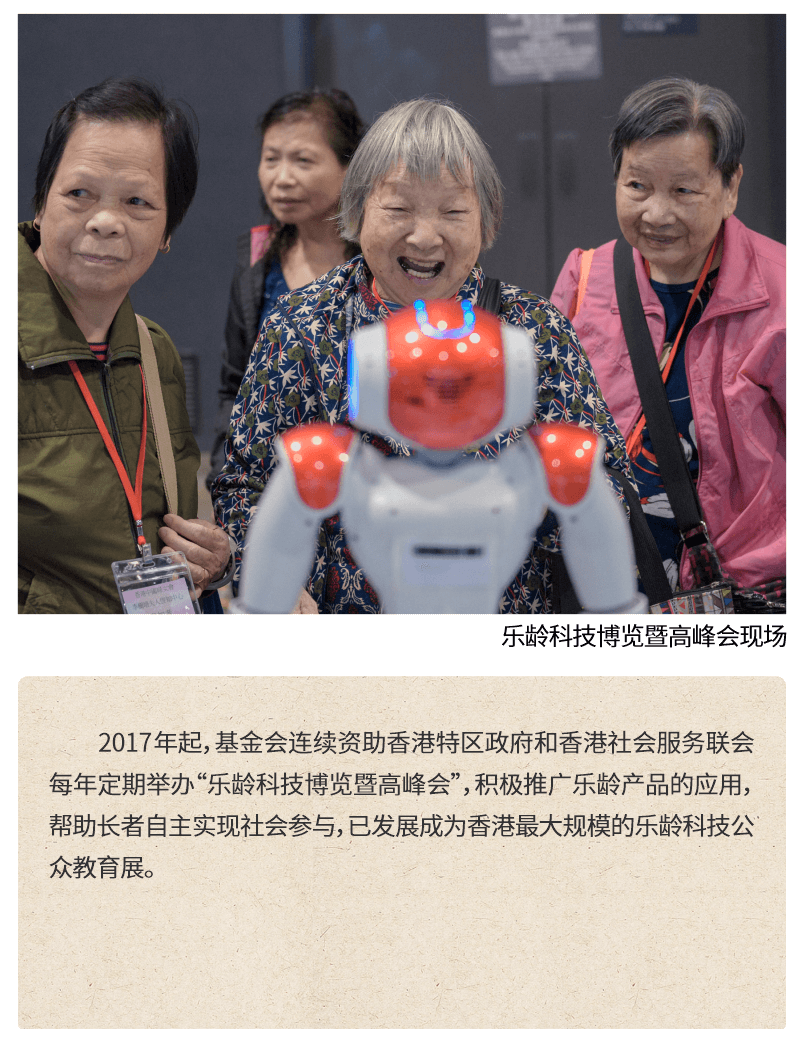 乐龄科技博览暨高峰会现场
2017年起，基金会连续资助香港特区政府和香港社会服务联会
每年定期举办“乐龄科技博览暨高峰会”，积极推广乐龄产品的应用，
帮助长者自主实现社会参与，已发展成为香港最大规模的乐龄科技公
众教育展。